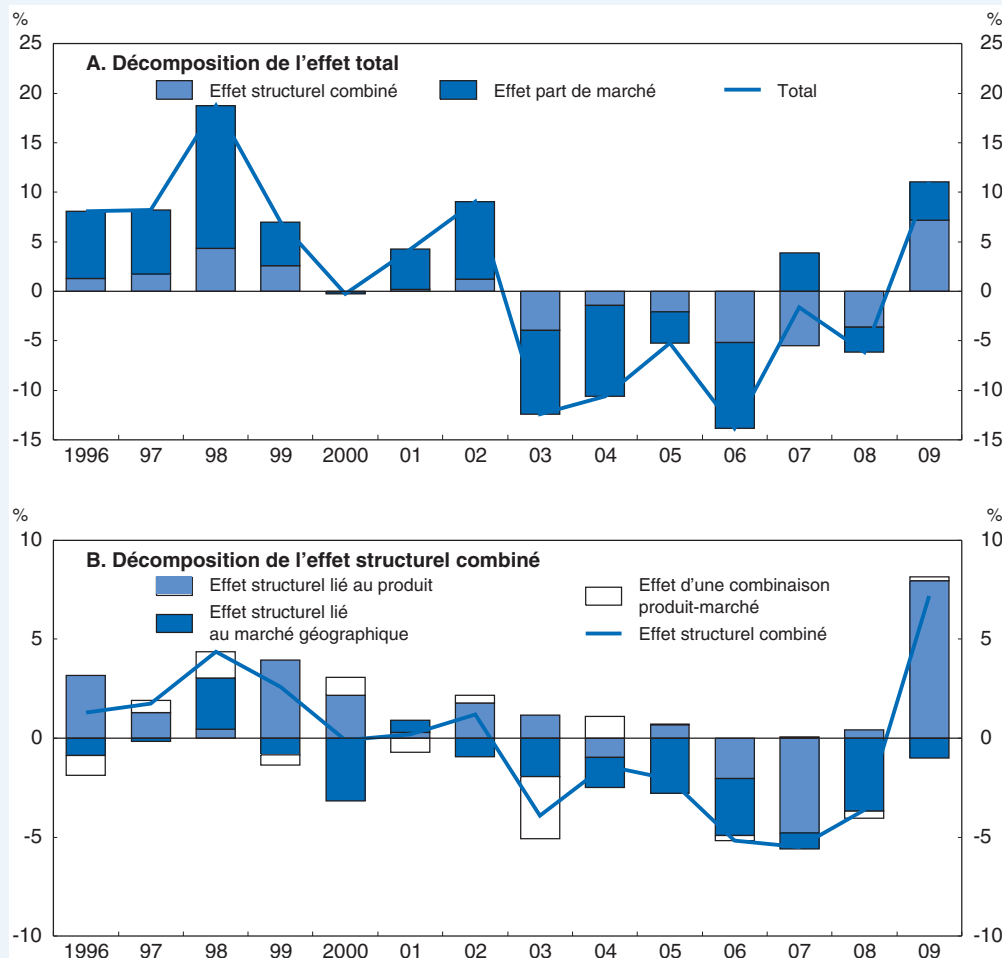 % %
25 25
A. Décomposition de l'effet total
Effet structurel combiné Effet part de marché Total
20 20
15 15
10 10
5 5
0 0
-5 -5
-10 -10
-15 -15
1996 97 98 99 2000 01 02 03 04 05 06 07 08 09
% %
10 10
B. Décomposition de l'effet structurel combiné
Effet structurel lié au produit
Effet structurel lié
au marché géographique
Effet d'une combinaison
produit-marché
Effet structurel combiné
5 5
0 0
-5 -5
-10 -10
1996 97 98 99 2000 01 02 03 04 05 06 07 08 09